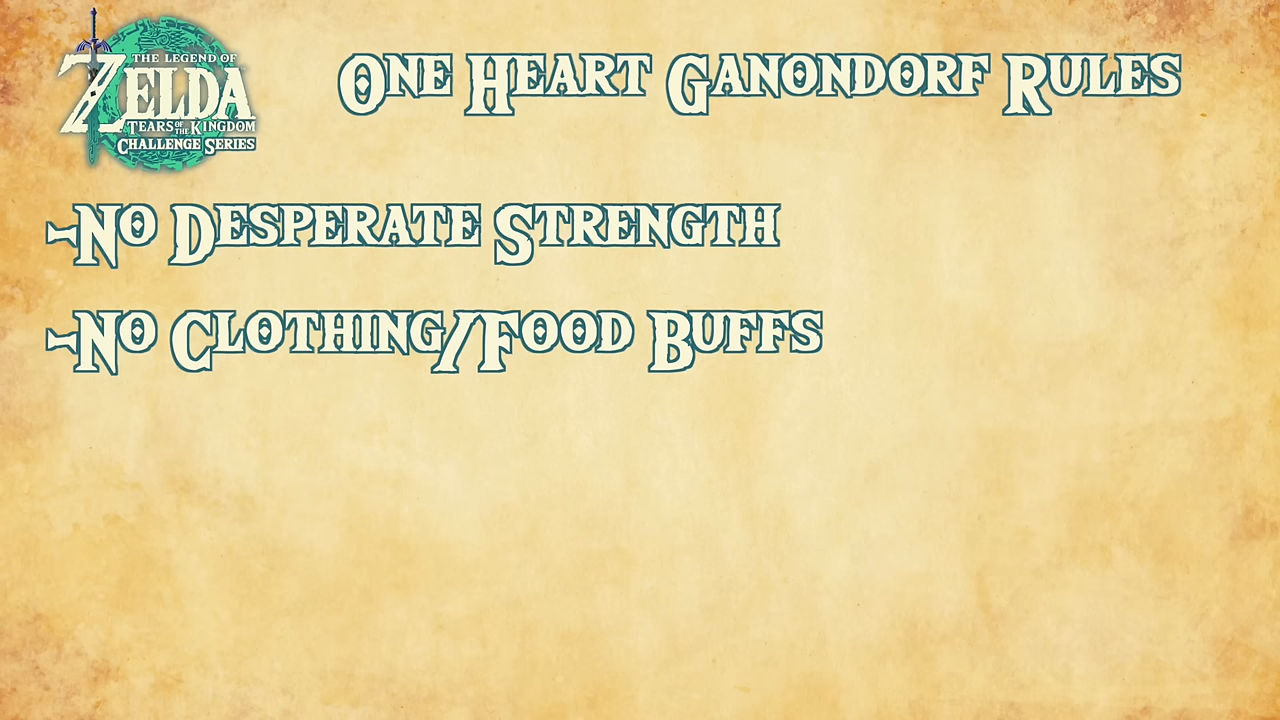 THE LEGEND OF
ZELDA
TEARS OF THE KINGDOM
CHALLENGE SERIES
ONE HEART GANONDORF RULES
-NO DESPERATE STRENGTH
-NO CLOTHING/FOOD BUFFS